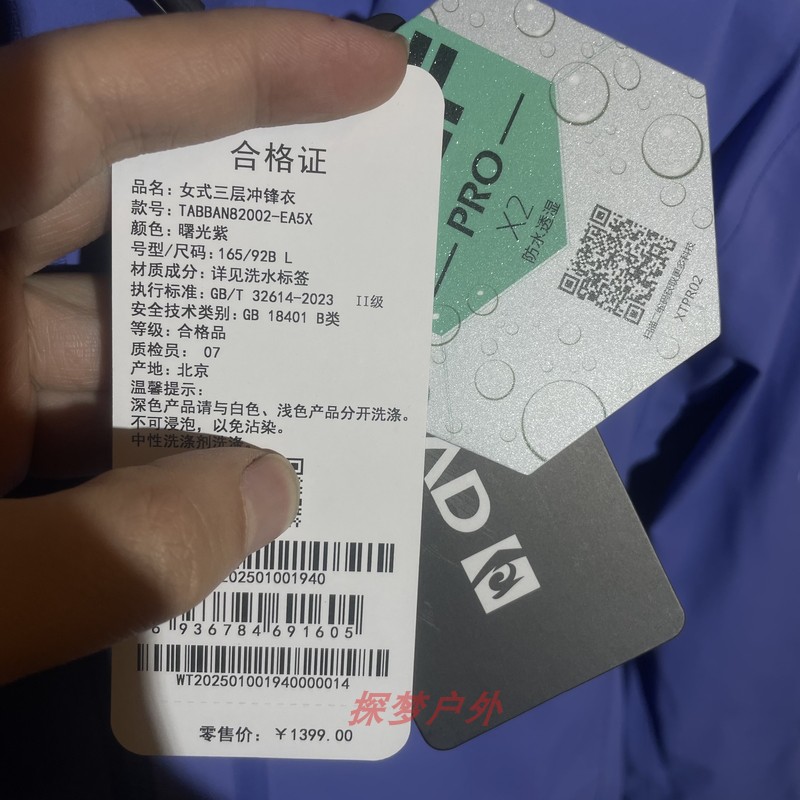 合格证
品名：女式三层冲锋衣
款号：TABBAN82002-EA5X
颜色：曙光紫
号型/尺码：165/92B L
材质成分：详见洗水标签
执行标准：GB/T 32614-2023 II级
安全技术类别：GB 18401 B类
等级：合格品
质检员： 07
产地：北京
温馨提示：
深色产品请与白色、浅色产品分开洗涤。
不可浸泡，以免沾染。
中性洗涤剂洗涤
202501001940
6 936784 691605
WT202501001940000014
零售价：￥1399.00
PRO
X2
防水透湿
XTPR02
AD
探梦户外